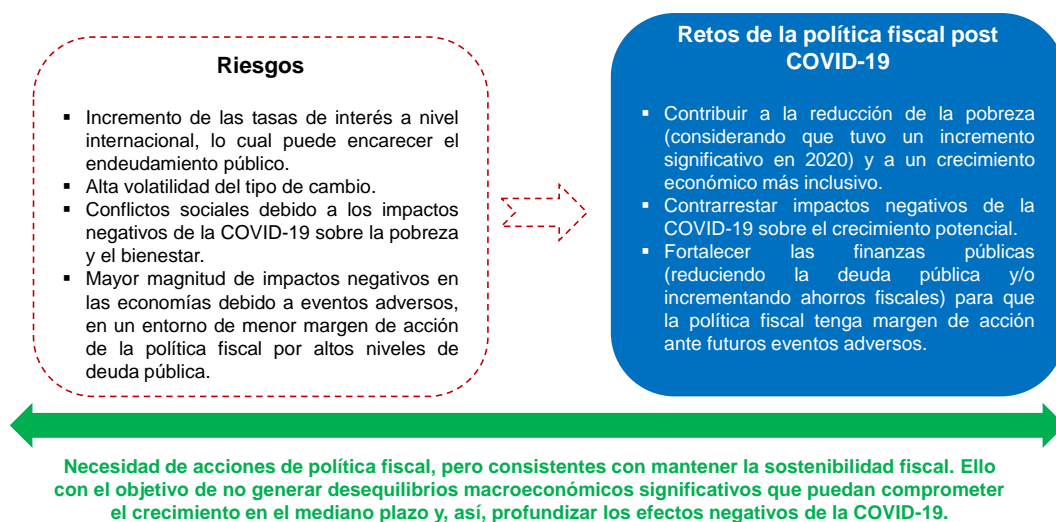 Riesgos
▪ Incremento de las tasas de interés a nivel
internacional, lo cual puede encarecer el
endeudamiento público.
▪ Alta volatilidad del tipo de cambio.
▪ Conflictos sociales debido a los impactos
negativos de la COVID-19 sobre la pobreza
y el bienestar.
▪ Mayor magnitud de impactos negativos en
las economías debido a eventos adversos,
en un entorno de menor margen de acción
de la política fiscal por altos niveles de
deuda pública.
Retos de la política fiscal post
COVID-19
▪ Contribuir a la reducción de la pobreza
(considerando que tuvo un incremento
significativo en 2020) y a un crecimiento
económico más inclusivo.
▪ Contrarrestar impactos negativos de la
COVID-19 sobre el crecimiento potencial.
▪ Fortalecer las finanzas públicas
(reduciendo la deuda pública y/o
incrementando ahorros fiscales) para que
la política fiscal tenga margen de acción
ante futuros eventos adversos.
Necesidad de acciones de política fiscal, pero consistentes con mantener la sostenibilidad fiscal. Ello
con el objetivo de no generar desequilibrios macroeconómicos significativos que puedan comprometer
el crecimiento en el mediano plazo y, así, profundizar los efectos negativos de la COVID-19.